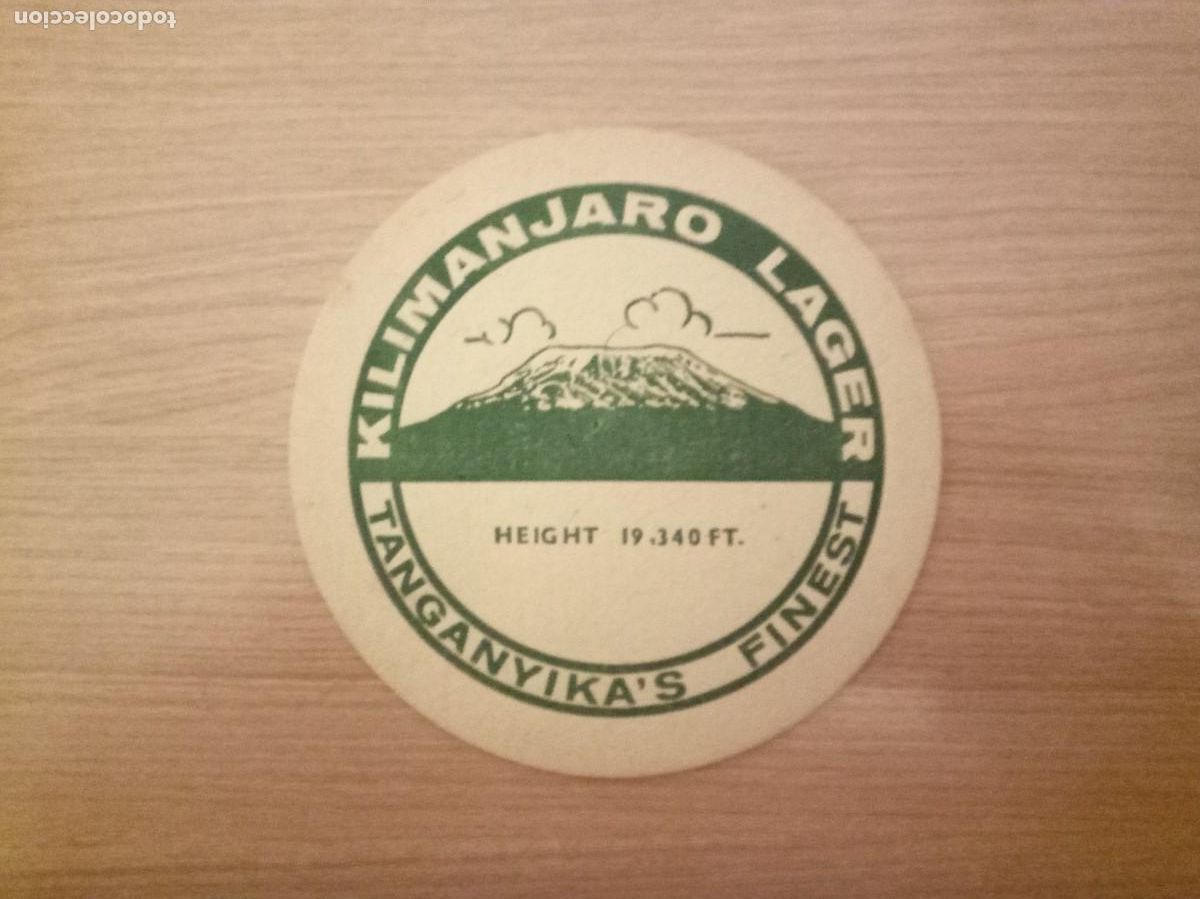 todocoleccion
KILIMANJARO LAGER
HEIGHT 19,340 FT.
TANGANYIKA'S FINEST